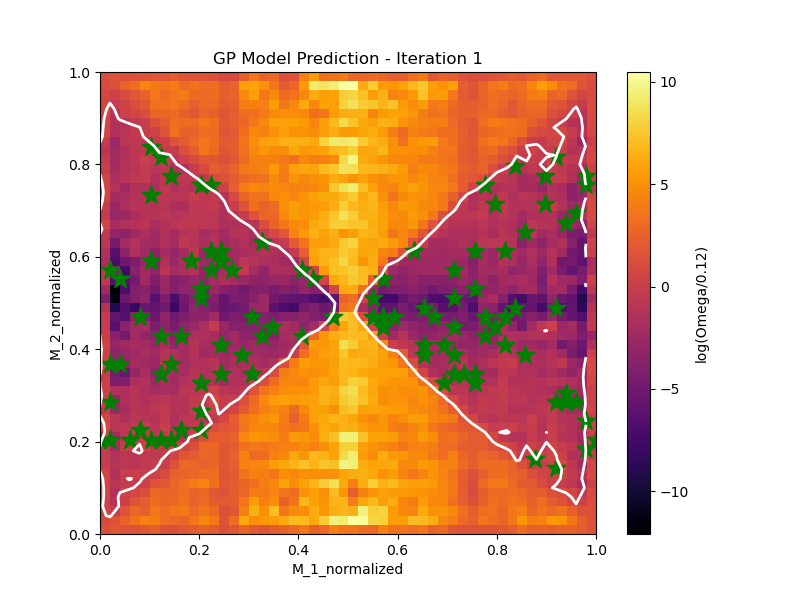 GP Model Prediction - Iteration 1
1.0
0.8
0.6
0.4
0.2
0.0
M_2_normalized
0.0 0.2 0.4 0.6 0.8 1.0
M_1_normalized
10
5
0
−5
−10
log(Omega/0.12)